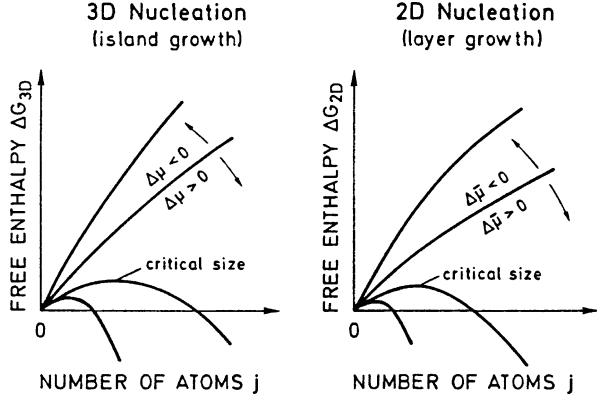 3D Nucleation
(island growth)
FREE ENTHALPY ΔG3D
Δμ < 0
Δμ > 0
critical size
0
NUMBER OF ATOMS j
2D Nucleation
(layer growth)
FREE ENTHALPY ΔG2D
Δμ̄ < 0
Δμ̄ > 0
critical size
0
NUMBER OF ATOMS j